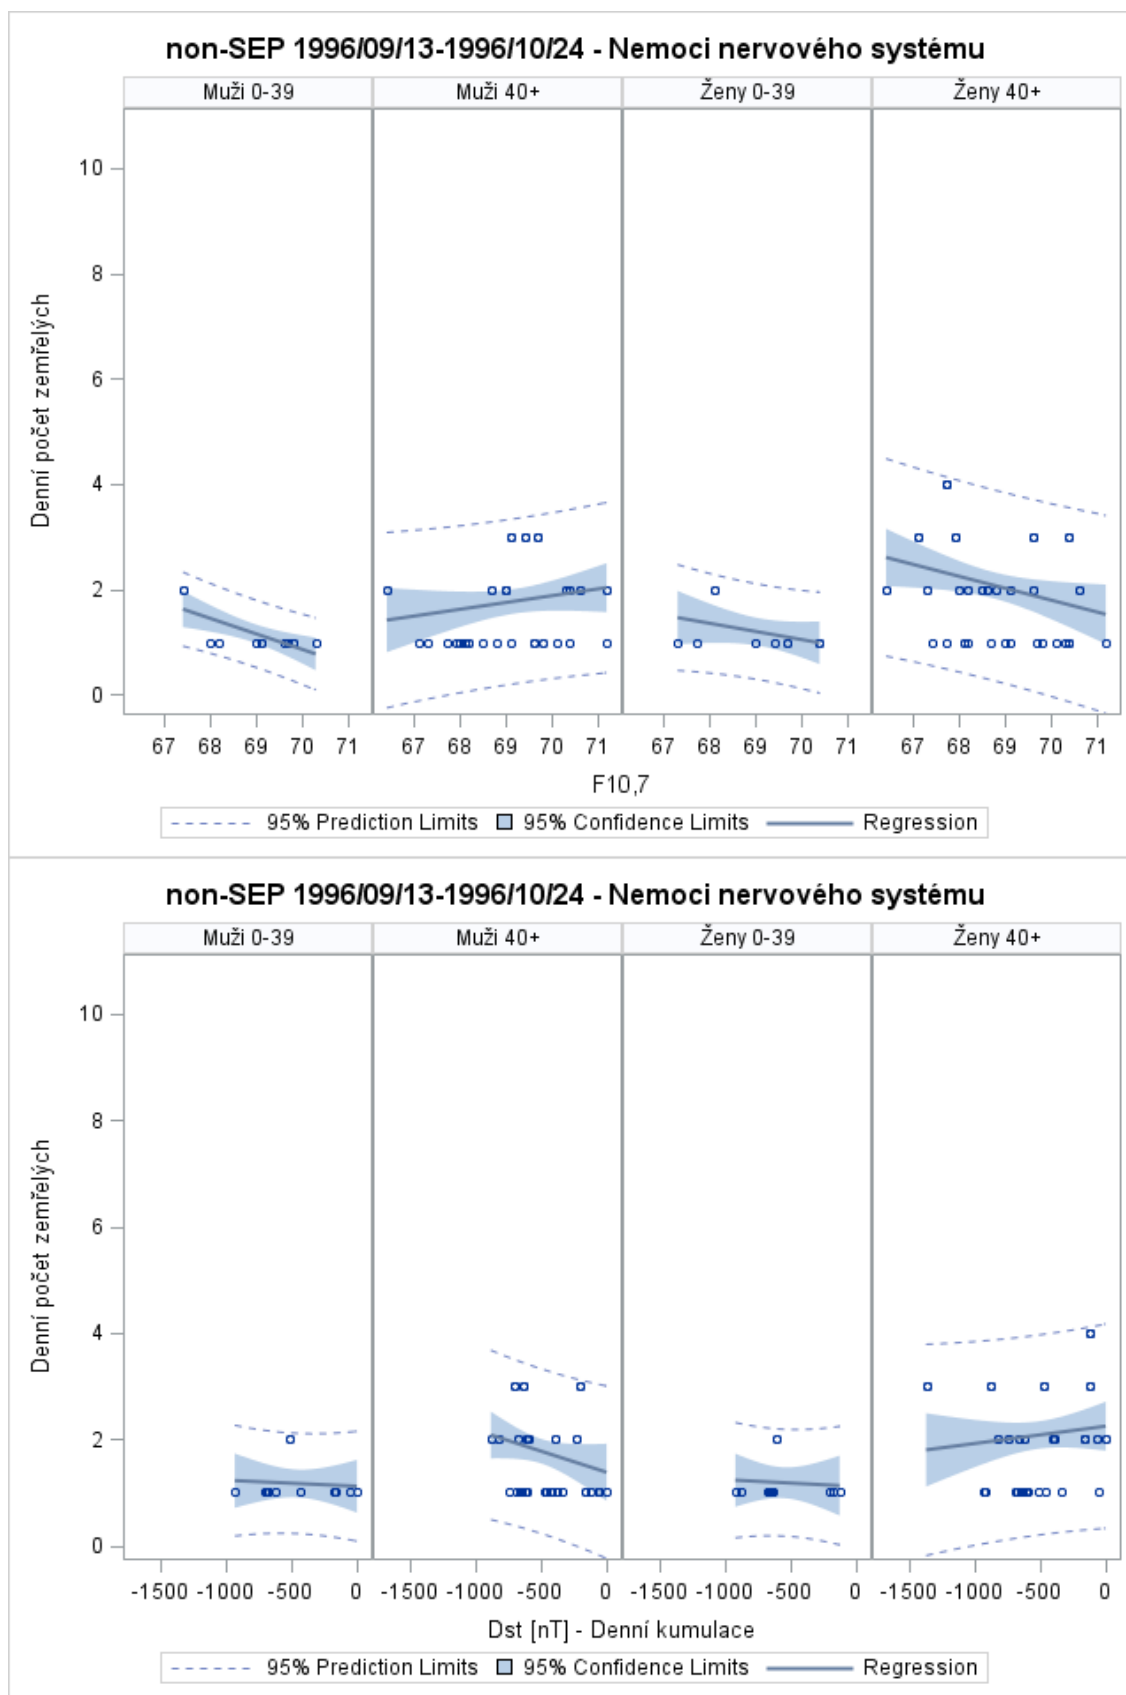 non-SEP 1996/09/13-1996/10/24 - Nemoci nervového systému
Muži 0-39 Muži 40+ Ženy 0-39 Ženy 40+
Denní počet zemřelých
10
8
6
4
2
0
67 68 69 70 71 67 68 69 70 71 67 68 69 70 71 67 68 69 70 71
F10,7
95% Prediction Limits 95% Confidence Limits Regression
non-SEP 1996/09/13-1996/10/24 - Nemoci nervového systému
Muži 0-39 Muži 40+ Ženy 0-39 Ženy 40+
Denní počet zemřelých
10
8
6
4
2
0
-1500 -1000 -500 0 -1500 -1000 -500 0 -1500 -1000 -500 0 -1500 -1000 -500 0
Dst [nT] - Denní kumulace
95% Prediction Limits 95% Confidence Limits Regression